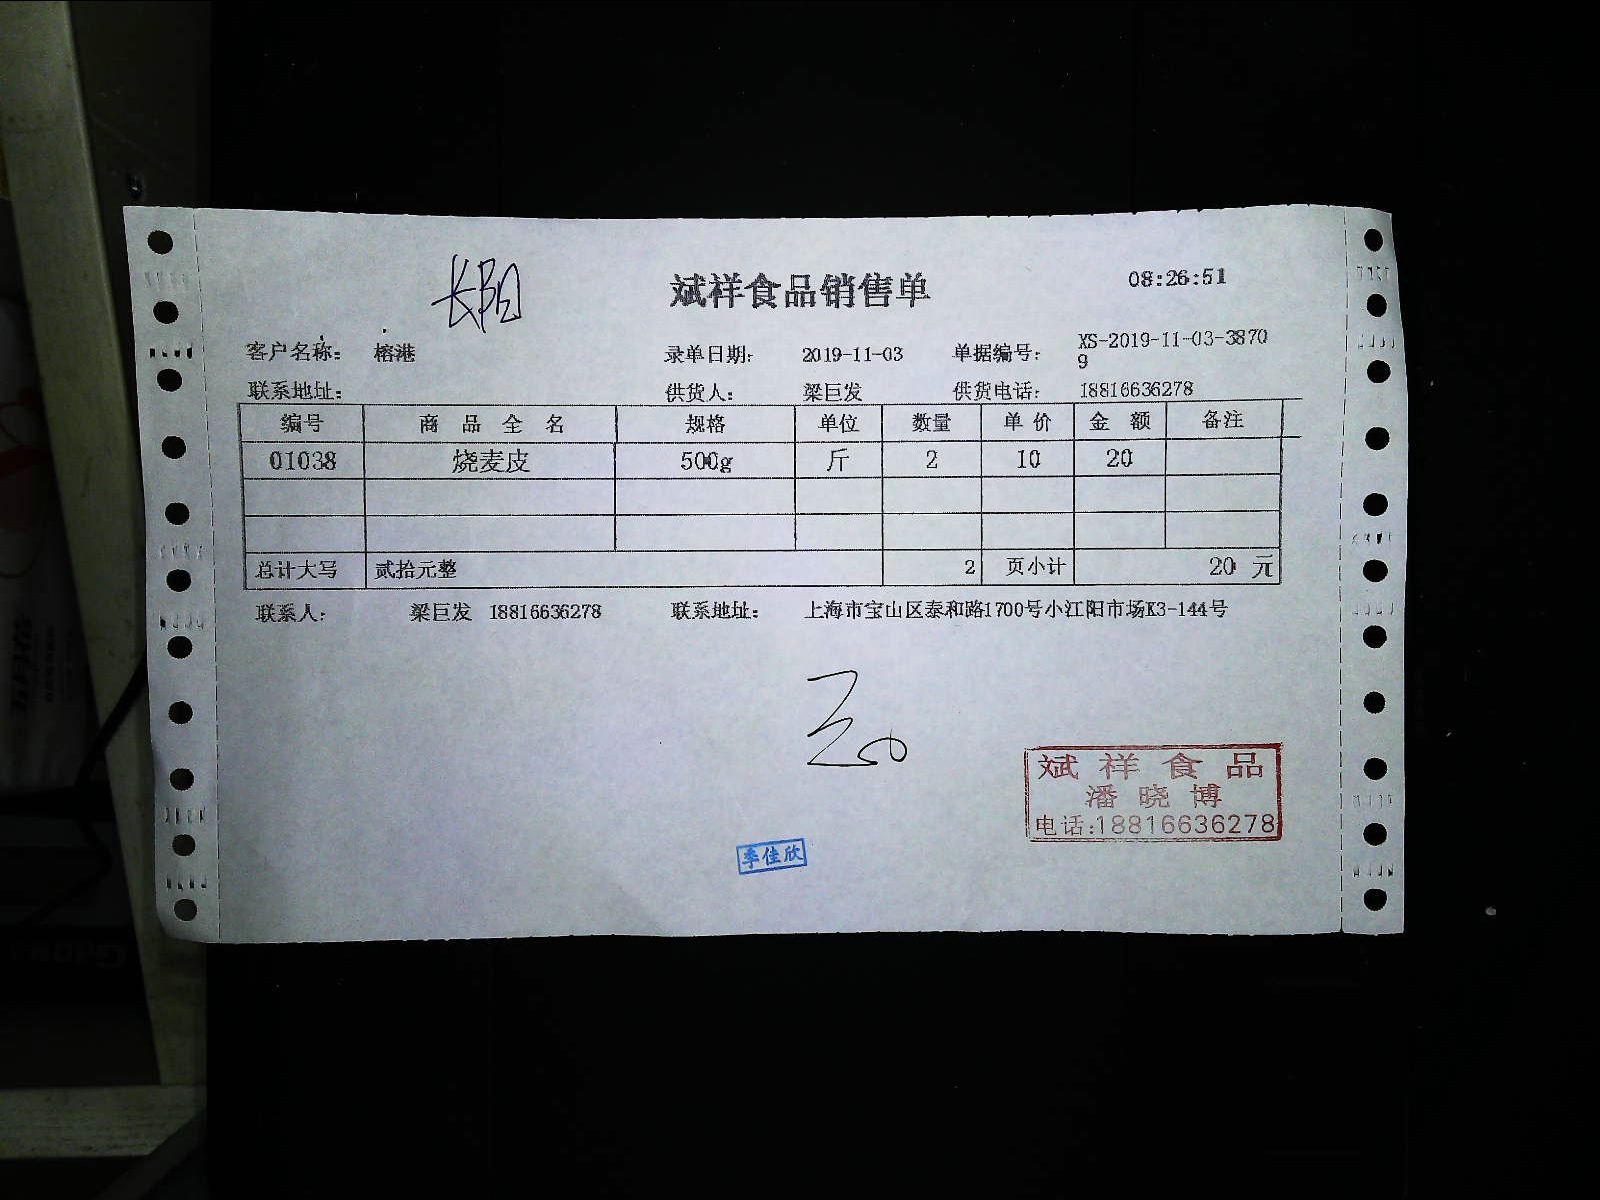 长阳
斌祥食品销售单
08:26:51
客户名称: 榕港 录单日期: 2019-11-03 单据编号: XS-2019-11-03-38709
联系地址: 供货人: 梁巨发 供货电话: 18816636278
编号 商品全名 规格 单位 数量 单价 金额 备注
01038 烧麦皮 500g 斤 2 10 20
总计大写 贰拾元整 2 页小计 20 元
联系人: 梁巨发 18816636278 联系地址: 上海市宝山区泰和路1700号小江阳市场K3-144号
斌祥食品
潘晓博
电话:18816636278
季佳欣